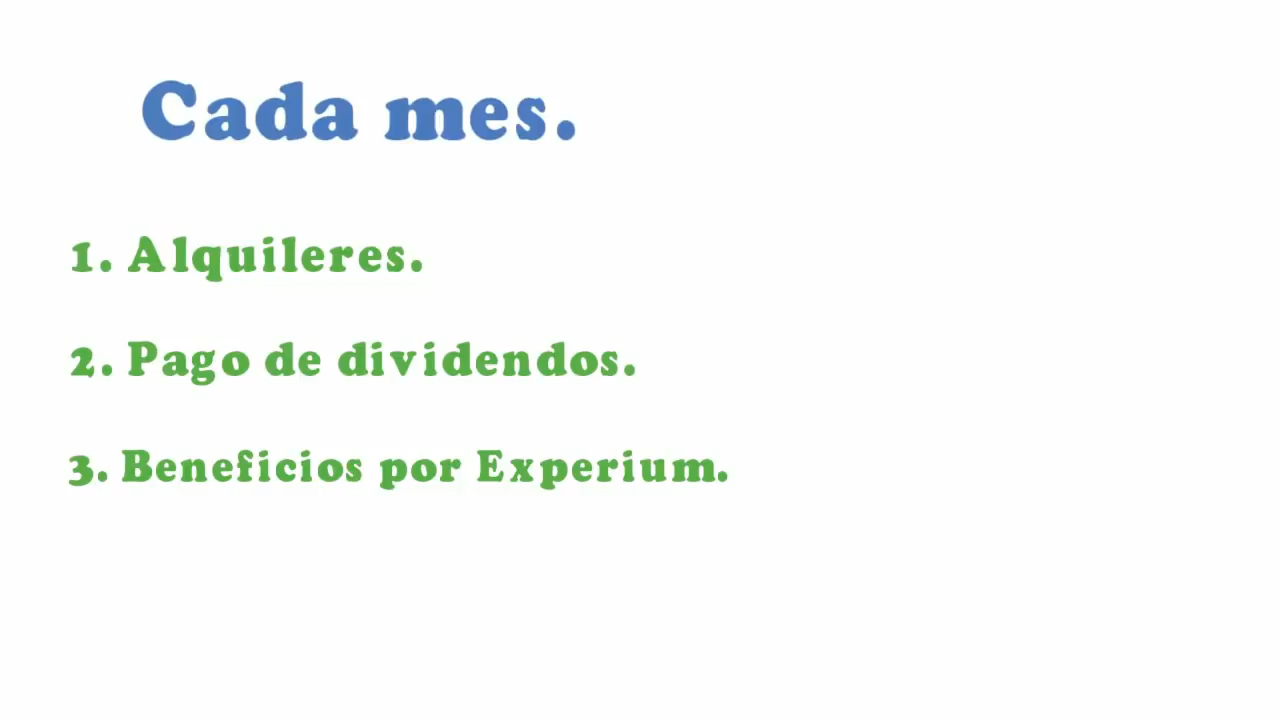 Cada mes.
1. Alquileres.
2. Pago de dividendos.
3. Beneficios por Experium.